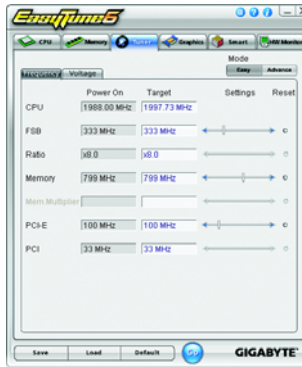 EasyTune6
CPU Memory Tuner Graphics Smart HW Monitor
Mode
Easy Advance
Frequency Voltage
Power On Target Settings Reset
CPU 1988.00 MHz 1997.73 MHz
FSB 333 MHz 333 MHz
Ratio x8.0 x8.0
Memory 799 MHz 799 MHz
Mem Multiplier
PCI-E 100 MHz 100 MHz
PCI 33 MHz 33 MHz
Save Load Default Go GIGABYTE